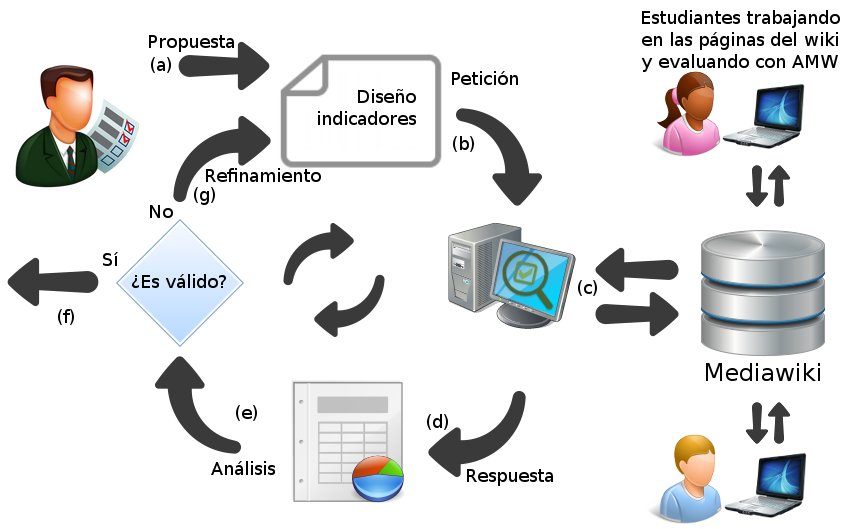 Propuesta
(a)
Diseño
indicadores
Petición
(b)
Estudiantes trabajando
en las páginas del wiki
y evaluando con AMW
Refinamiento
(g)
No
Sí
¿Es válido?
(f)
(c)
Mediawiki
(e)
Análisis
(d)
Respuesta